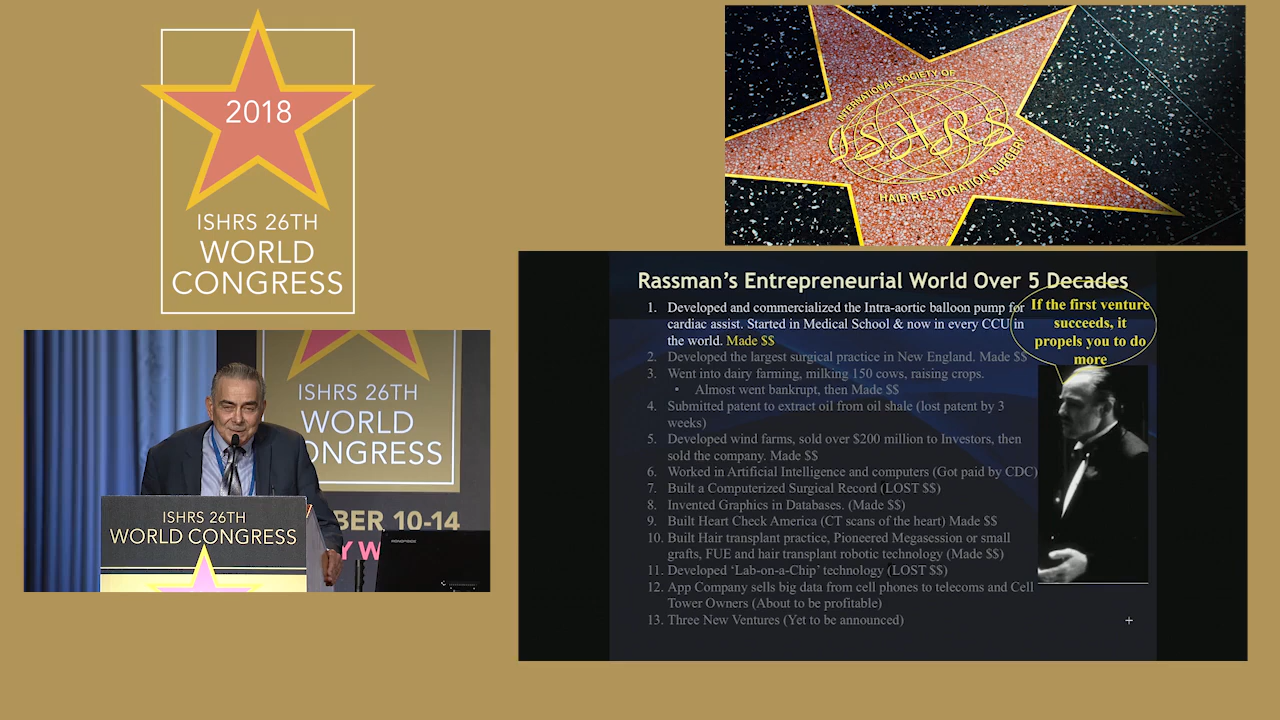 2018
ISHRS 26TH
WORLD
CONGRESS
INTERNATIONAL SOCIETY OF
ISHRS
HAIR RESTORATION SURGERY
Rassman's Entrepreneurial World Over 5 Decades
1. Developed and commercialized the Intra-aortic balloon pump for
cardiac assist. Started in Medical School & now in every CCU in
the world. Made $$
2. Developed the largest surgical practice in New England. Made $$
3. Went into dairy farming, milking 150 cows, raising crops.
▪ Almost went bankrupt, then Made $$
4. Submitted patent to extract oil from oil shale (lost patent by 3
weeks)
5. Developed wind farms, sold over $200 million to Investors, then
sold the company. Made $$
6. Worked in Artificial Intelligence and computers (Got paid by CDC)
7. Built a Computerized Surgical Record (LOST $$)
8. Invented Graphics in Databases. (Made $$)
9. Built Heart Check America (CT scans of the heart) Made $$
10. Built Hair transplant practice, Pioneered Megasession or small
grafts, FUE and hair transplant robotic technology (Made $$)
11. Developed ‘Lab-on-a-Chip’ technology (LOST $$)
12. App Company sells big data from cell phones to telecoms and Cell
Tower Owners (About to be profitable)
13. Three New Ventures (Yet to be announced)
If the first venture
succeeds, it
propels you to do
more
ISHRS 26TH
WORLD
ONGRESS
BER 10-14
Y W
ISHRS 26TH
WORLD CONGRESS